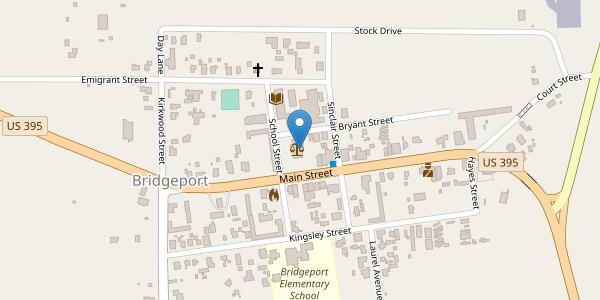 Stock Drive
Day Lane
Emigrant Street
Court Street
Kirkwood Street
US 395
School Street
Sinclair Street
Bryant Street
US 395
Main Street
Hayes Street
Bridgeport
Kingsley Street
Laurel Avenue
Bridgeport
Elementary
School